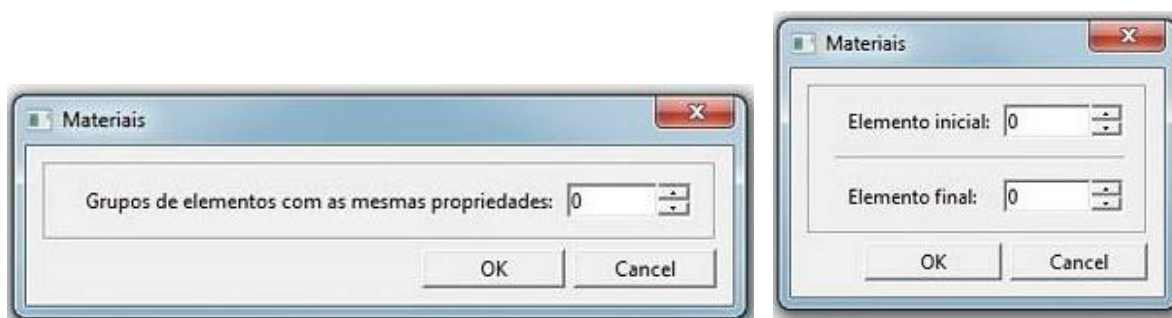 Materiais
Grupos de elementos com as mesmas propriedades: 0
OK Cancel
Materiais
Elemento inicial: 0
Elemento final: 0
OK Cancel